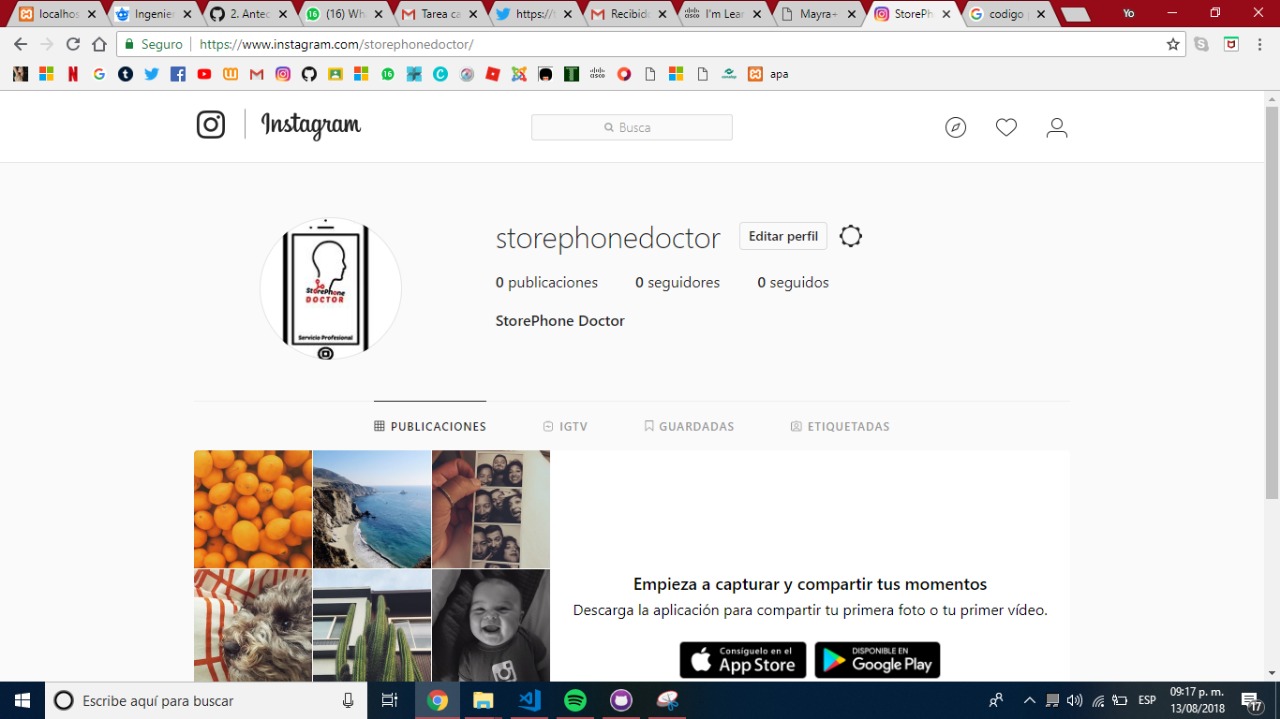 localhos
Ingenier
2. Antec
(16) Wh
Tarea ca
https://t
Recibido
I'm Lear
Mayra+
StorePh
codigo p
Yo
Seguro
https://www.instagram.com/storephonedoctor/
apa
Instagram
Busca
storephonedoctor
Editar perfil
0 publicaciones
0 seguidores
0 seguidos
StorePhone Doctor
StorePhone
DOCTOR
Servicio Profesional
PUBLICACIONES
IGTV
GUARDADAS
ETIQUETADAS
Empieza a capturar y compartir tus momentos
Descarga la aplicación para compartir tu primera foto o tu primer vídeo.
Consíguelo en el
App Store
DISPONIBLE EN
Google Play
Escribe aquí para buscar
ESP
09:17 p. m.
13/08/2018
17